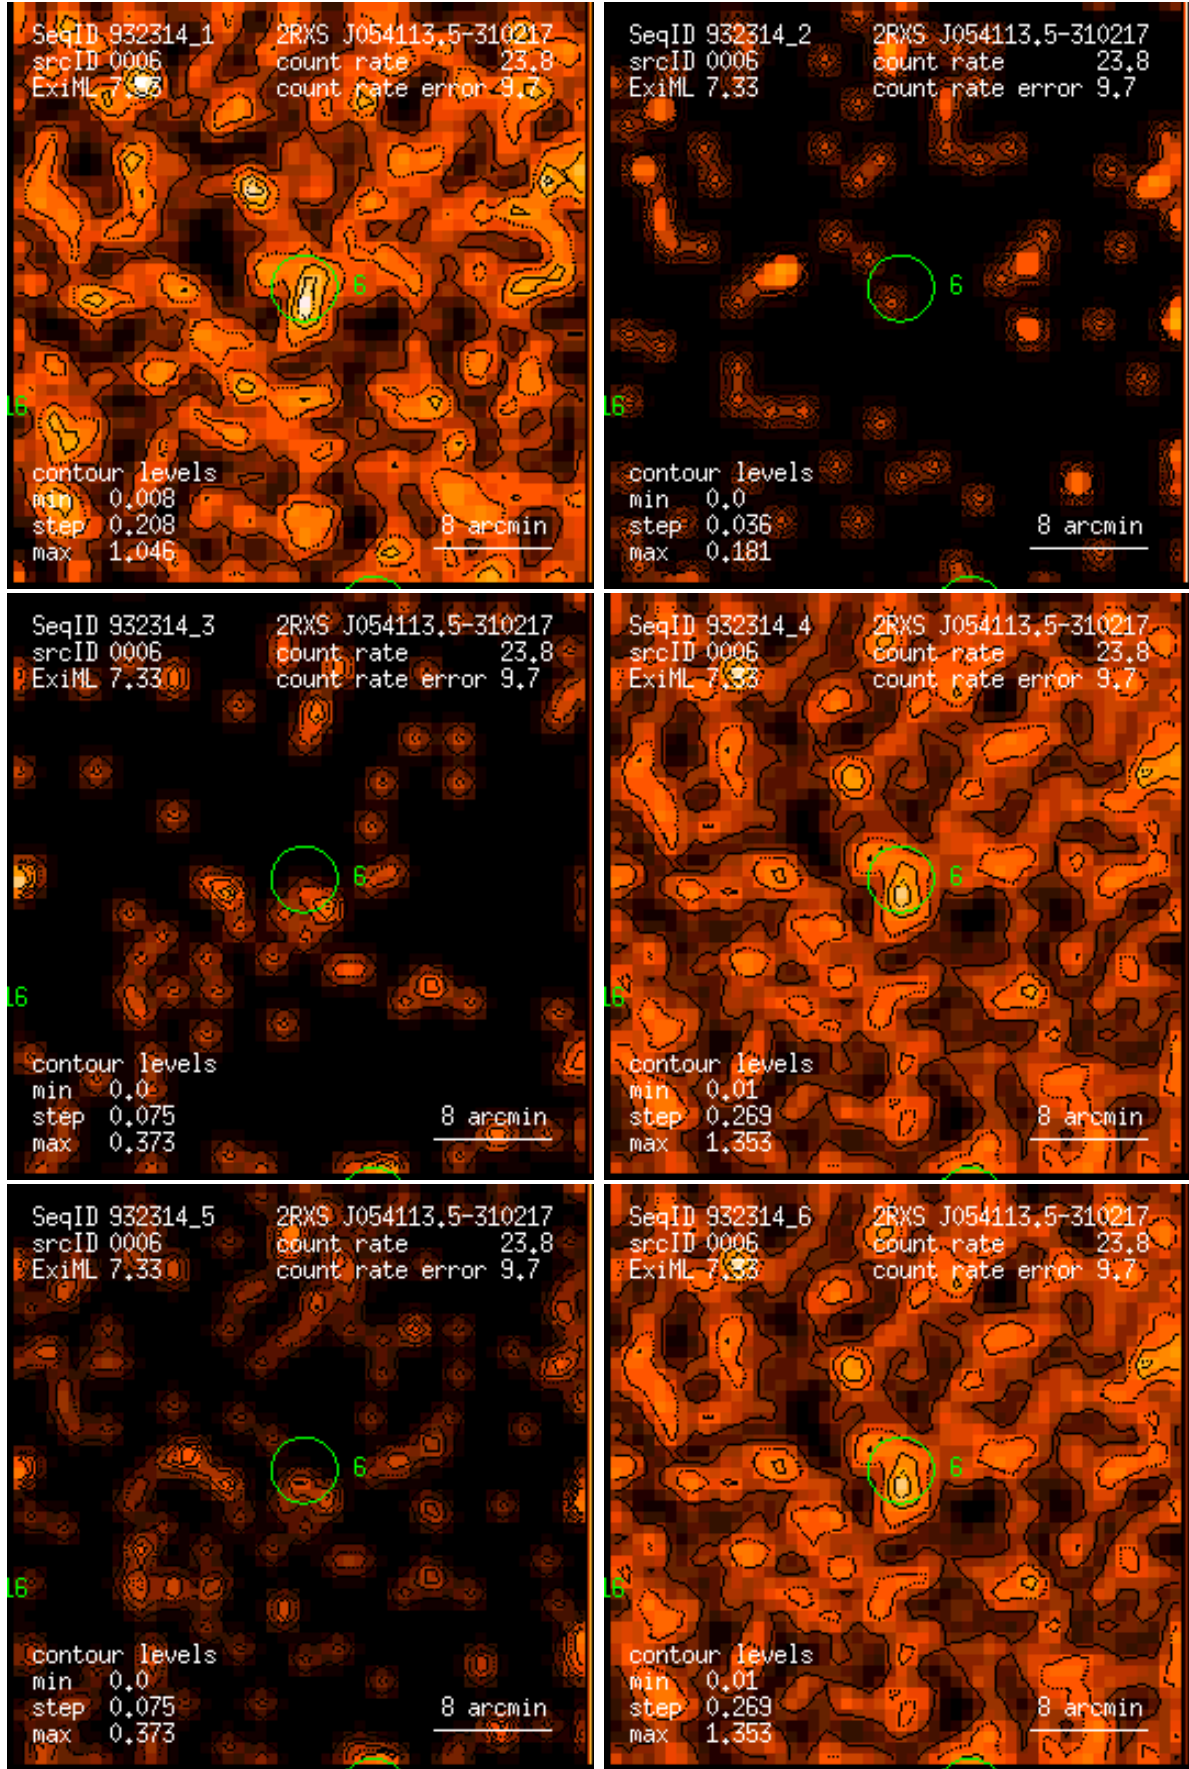 SeqID 932314_1 2RXS J054113.5-310217
srcID 0006 count rate 23.8
ExiML 7.33 count rate error 9.7
6
16
contour levels
min 0.008
step 0.208 8 arcmin
max 1.046
SeqID 932314_2 2RXS J054113.5-310217
srcID 0006 count rate 23.8
ExiML 7.33 count rate error 9.7
6
16
contour levels
min 0.0
step 0.036 8 arcmin
max 0.181
SeqID 932314_3 2RXS J054113.5-310217
srcID 0006 count rate 23.8
ExiML 7.33 count rate error 9.7
6
16
contour levels
min 0.0
step 0.075 8 arcmin
max 0.373
SeqID 932314_4 2RXS J054113.5-310217
srcID 0006 count rate 23.8
ExiML 7.33 count rate error 9.7
6
16
contour levels
min 0.01
step 0.269 8 arcmin
max 1.353
SeqID 932314_5 2RXS J054113.5-310217
srcID 0006 count rate 23.8
ExiML 7.33 count rate error 9.7
6
16
contour levels
min 0.0
step 0.075 8 arcmin
max 0.373
SeqID 932314_6 2RXS J054113.5-310217
srcID 0006 count rate 23.8
ExiML 7.33 count rate error 9.7
6
16
contour levels
min 0.01
step 0.269 8 arcmin
max 1.353